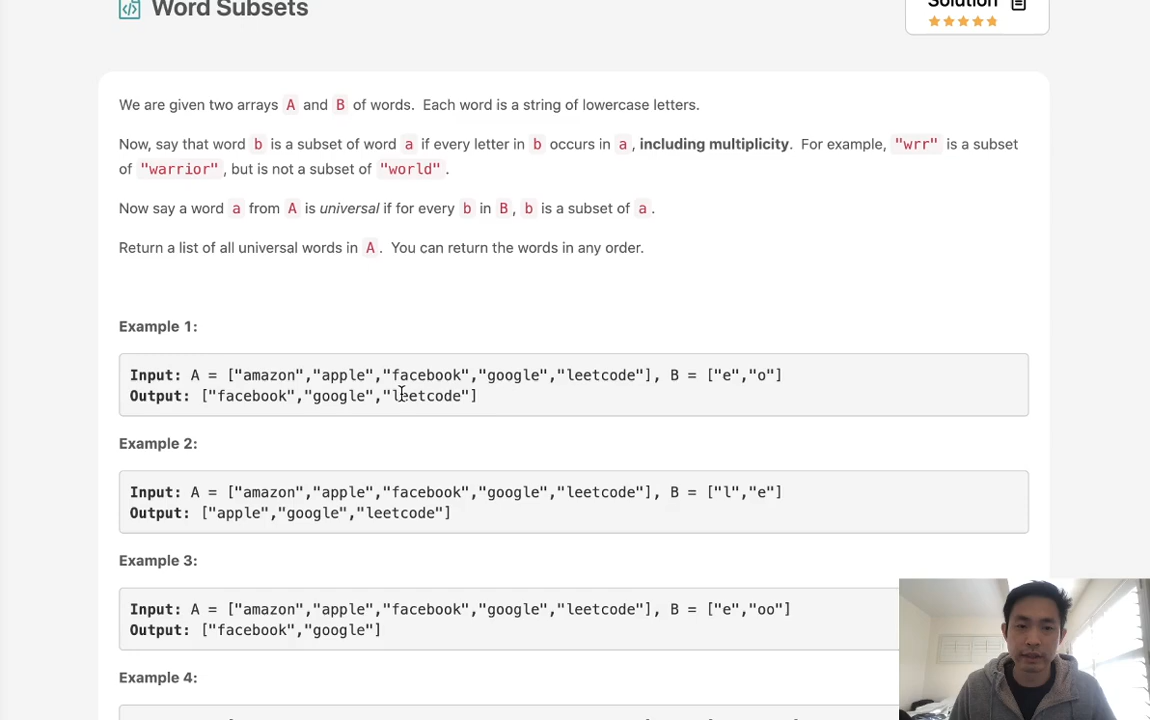 Word Subsets
Solution
We are given two arrays A and B of words. Each word is a string of lowercase letters.
Now, say that word b is a subset of word a if every letter in b occurs in a, including multiplicity. For example, "wrr" is a subset
of "warrior", but is not a subset of "world".
Now say a word a from A is universal if for every b in B, b is a subset of a.
Return a list of all universal words in A. You can return the words in any order.
Example 1:
Input: A = ["amazon","apple","facebook","google","leetcode"], B = ["e","o"]
Output: ["facebook","google","leetcode"]
Example 2:
Input: A = ["amazon","apple","facebook","google","leetcode"], B = ["l","e"]
Output: ["apple","google","leetcode"]
Example 3:
Input: A = ["amazon","apple","facebook","google","leetcode"], B = ["e","oo"]
Output: ["facebook","google"]
Example 4: